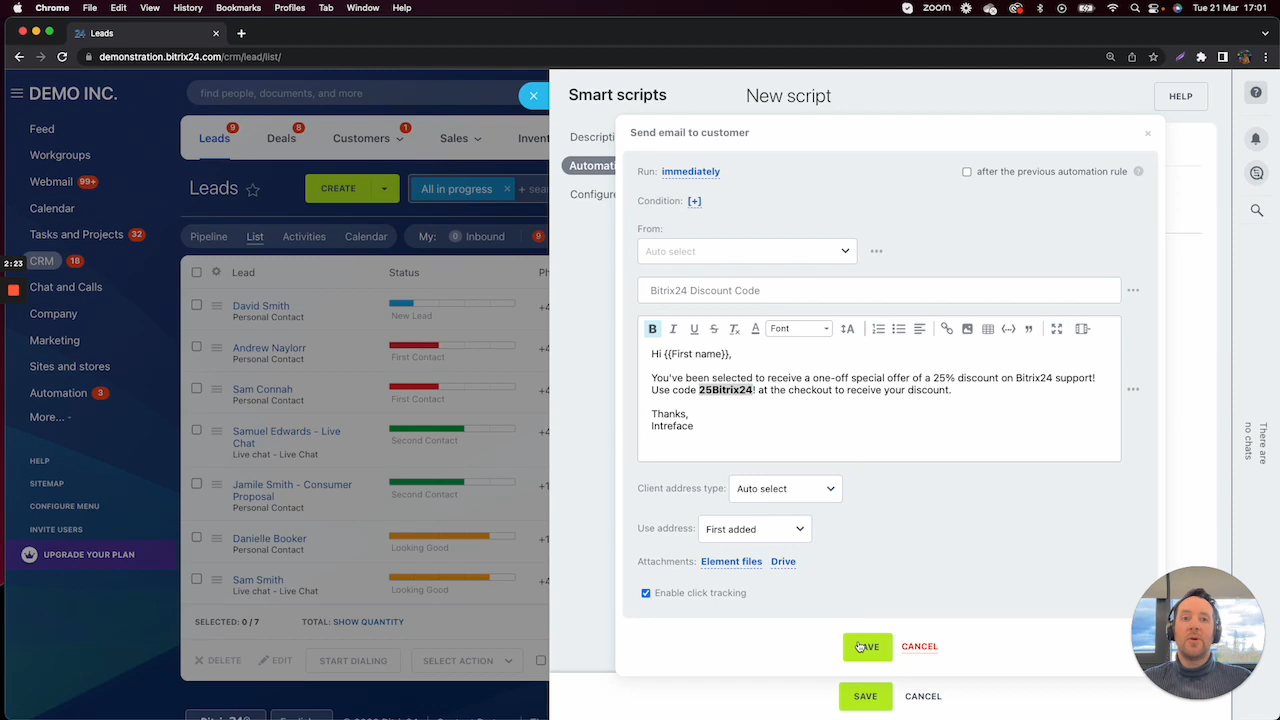 Chrome File Edit View History Bookmarks Profiles Tab Window Help zoom Tue 21 Mar 17:01
24 Leads
demonstration.bitrix24.com/crm/lead/list/
DEMO INC.
find people, documents, and more
Feed
Workgroups
Webmail 99+
Calendar
Tasks and Projects 32
2:23
CRM 18
Chat and Calls
Company
Marketing
Sites and stores
Automation 3
More...
HELP
SITEMAP
CONFIGURE MENU
INVITE USERS
UPGRADE YOUR PLAN
Leads 9 Deals 8 Customers 1 Sales Invent
Leads CREATE All in progress + sear
Pipeline List Activities Calendar My: 0 Inbound 9
Lead Status Ph
David Smith
Personal Contact
New Lead
+4
Andrew Naylorr
Personal Contact
First Contact
+4
Sam Connah
Personal Contact
First Contact
+4
Samuel Edwards - Live
Chat
Live chat - Live Chat
Second Contact
+4
Jamile Smith - Consumer
Proposal
Personal Contact
Second Contact
+1
Danielle Booker
Personal Contact
Looking Good
+4
Sam Smith
Live chat - Live Chat
Looking Good
+4
SELECTED: 0 / 7 TOTAL: SHOW QUANTITY
DELETE EDIT START DIALING SELECT ACTION
Smart scripts
New script
HELP
Descripti
Automati
Configure
Send email to customer
Run: immediately
after the previous automation rule ?
Condition: [+]
From:
Auto select
Bitrix24 Discount Code
B I U S Tx A Font
Hi {{First name}},
You've been selected to receive a one-off special offer of a 25% discount on Bitrix24 support!
Use code 25Bitrix24! at the checkout to receive your discount.
Thanks,
Intreface
Client address type: Auto select
Use address: First added
Attachments: Element files Drive
Enable click tracking
CANCEL
SAVE CANCEL
There are
no chats